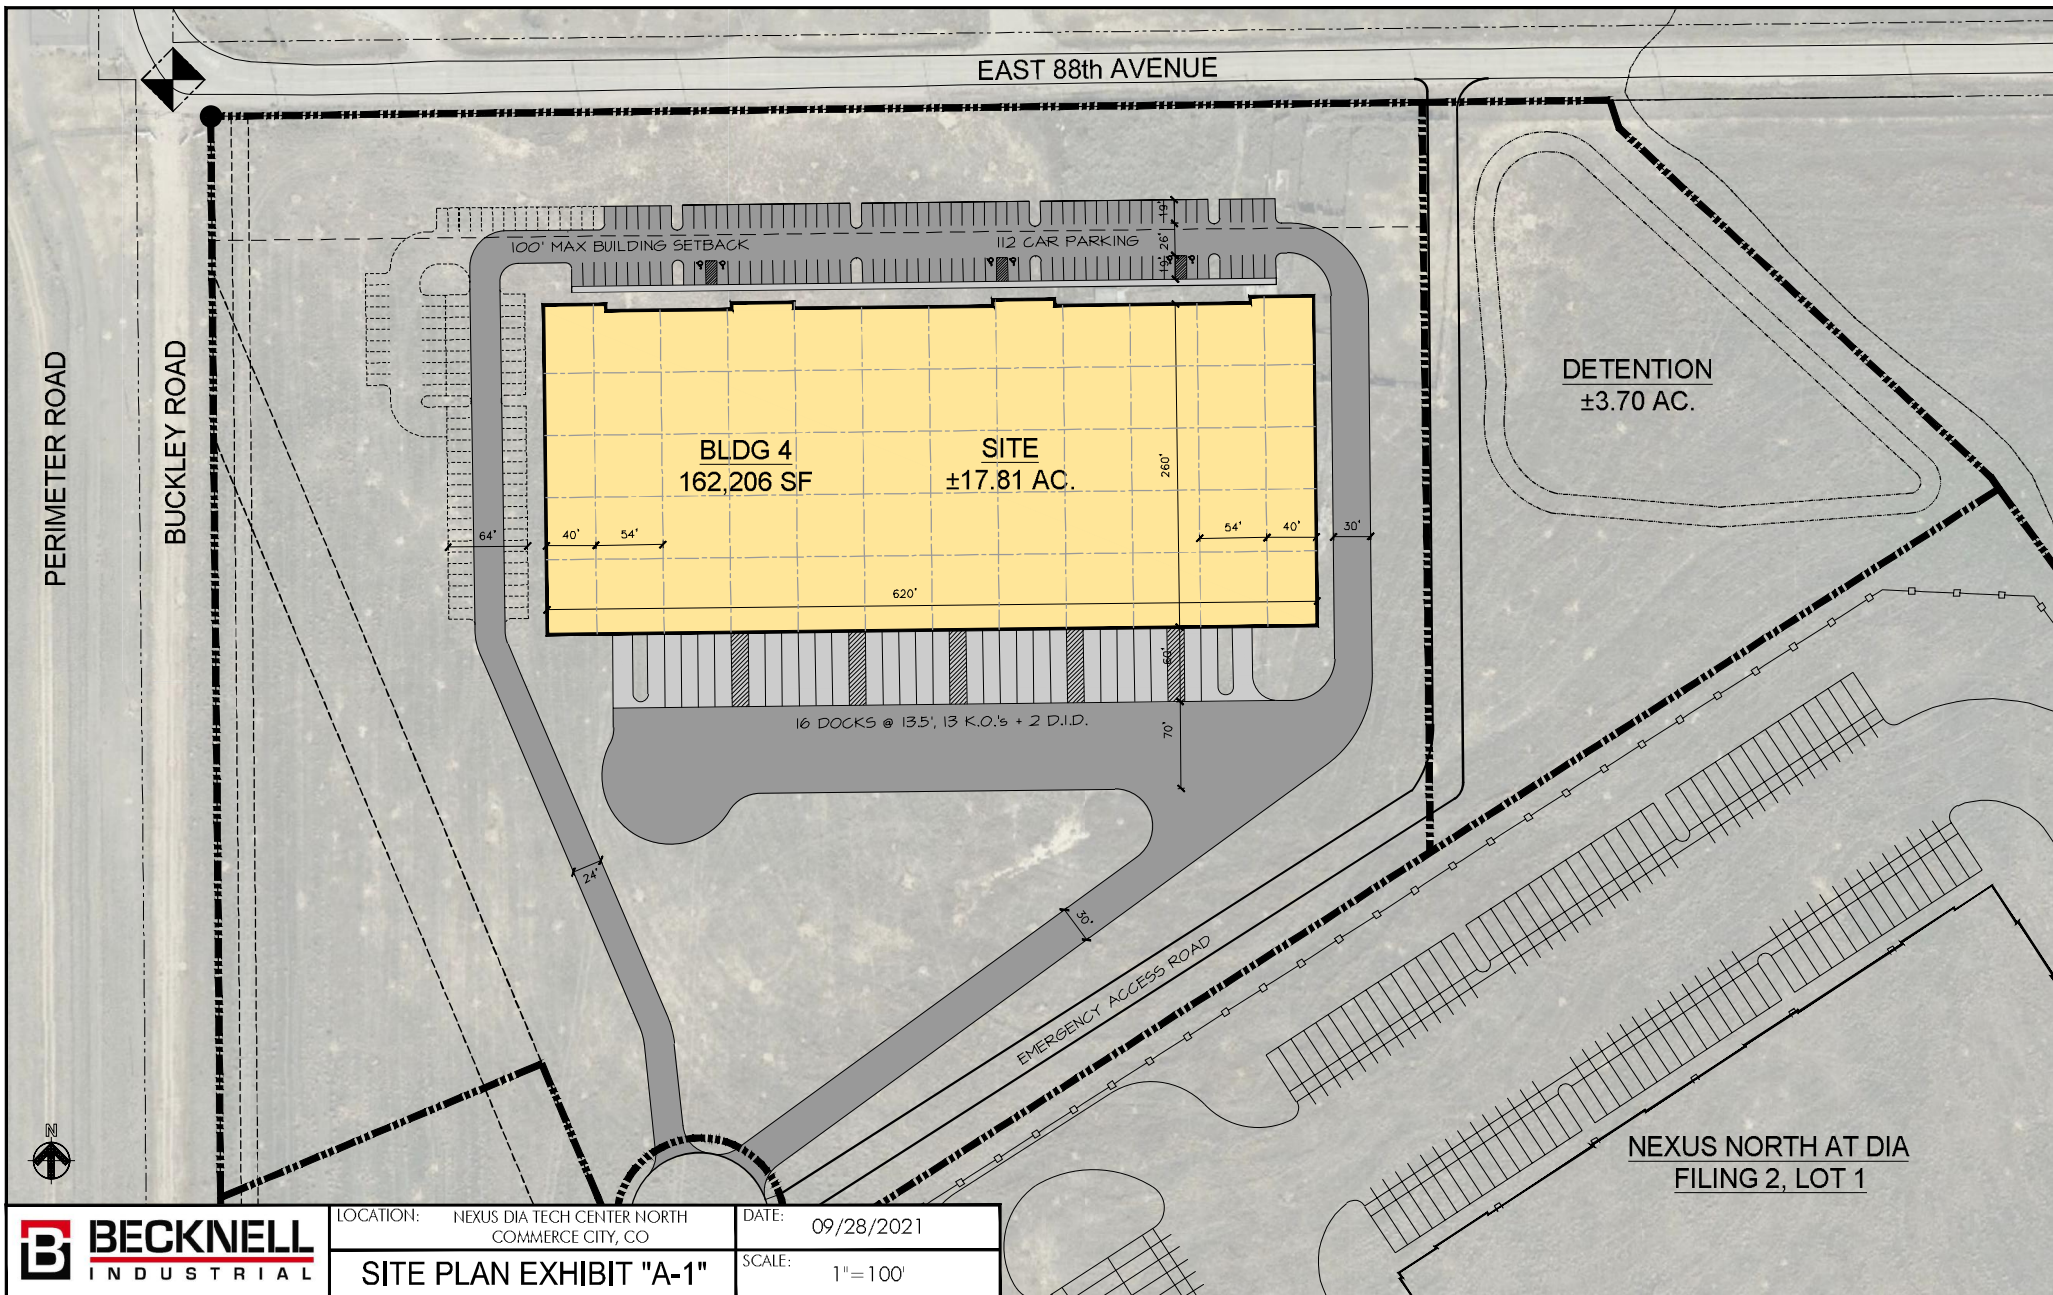 EAST 88th AVENUE
100' MAX BUILDING SETBACK
112 CAR PARKING
19'
26'
19'
PERIMETER ROAD
BUCKLEY ROAD
DETENTION
±3.70 AC.
BLDG 4
162,206 SF
SITE
±17.81 AC.
260'
64'
40'
54'
54'
40'
30'
620'
60'
16 DOCKS @ 13.5', 13 K.O.'s + 2 D.I.D.
70'
24'
30'
EMERGENCY ACCESS ROAD
NEXUS NORTH AT DIA
FILING 2, LOT 1
N
B BECKNELL
INDUSTRIAL
LOCATION: NEXUS DIA TECH CENTER NORTH
COMMERCE CITY, CO
DATE: 09/28/2021
SITE PLAN EXHIBIT "A-1"
SCALE: 1"=100'